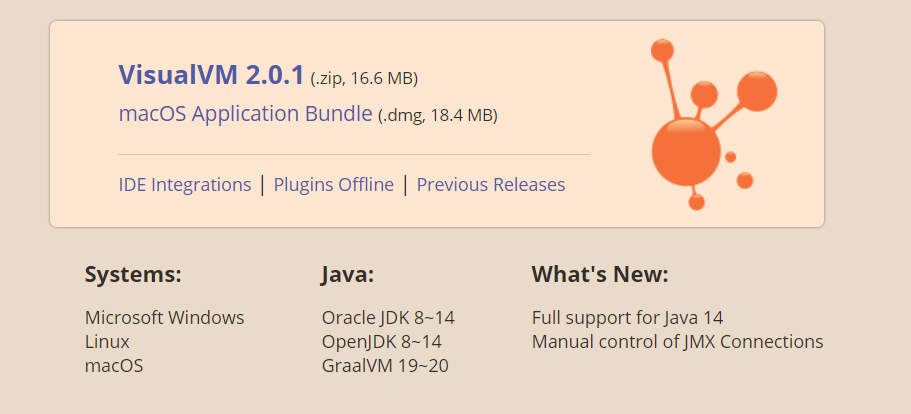 VisualVM 2.0.1 (.zip, 16.6 MB)
macOS Application Bundle (.dmg, 18.4 MB)
IDE Integrations | Plugins Offline | Previous Releases
Systems:
Microsoft Windows
Linux
macOS
Java:
Oracle JDK 8~14
OpenJDK 8~14
GraalVM 19~20
What's New:
Full support for Java 14
Manual control of JMX Connections